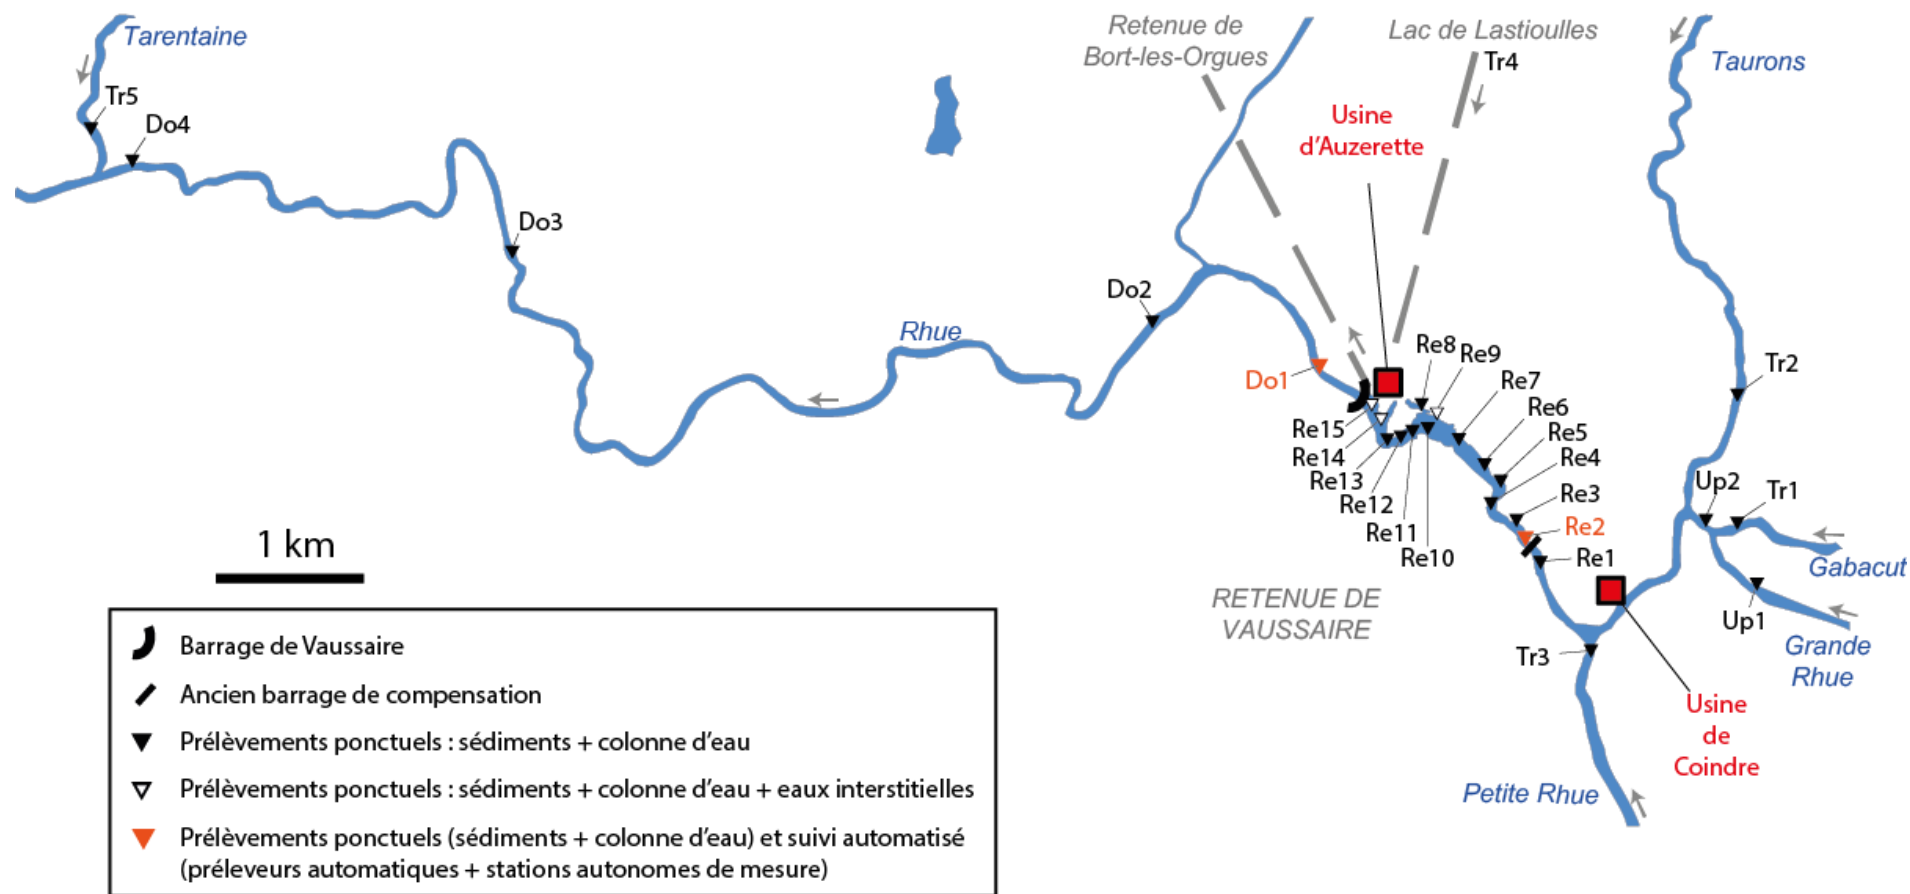 Tarentaine
Tr5
Do4
Do3
Rhue
Do2
Retenue de
Bort-les-Orgues
Lac de Lastioulles
Tr4
Usine
d'Auzerette
Taurons
Do1
Re8
Re9
Re7
Re6
Re5
Re4
Re3
Re2
Re1
Re15
Re14
Re13
Re12
Re11
Re10
Tr2
Up2
Tr1
Gabacut
Up1
Grande
Rhue
Tr3
Usine
de
Coindre
Petite Rhue
RETENUE DE
VAUSSAIRE
1 km
Barrage de Vaussaire
Ancien barrage de compensation
Prélèvements ponctuels : sédiments + colonne d'eau
Prélèvements ponctuels : sédiments + colonne d'eau + eaux interstitielles
Prélèvements ponctuels (sédiments + colonne d'eau) et suivi automatisé
(préleveurs automatiques + stations autonomes de mesure)